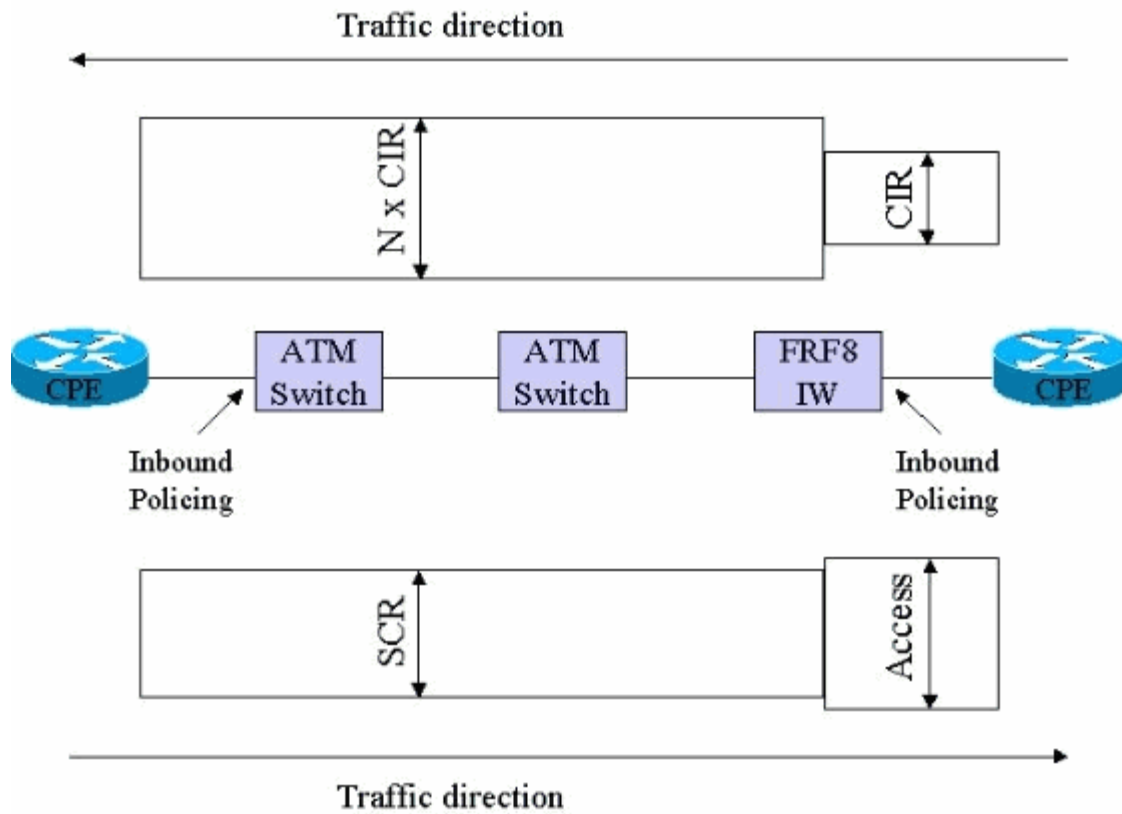 Traffic direction
N x CIR
CIR
CPE
ATM
Switch
ATM
Switch
FRF8
IW
CPE
Inbound
Policing
Inbound
Policing
SCR
Access
Traffic direction